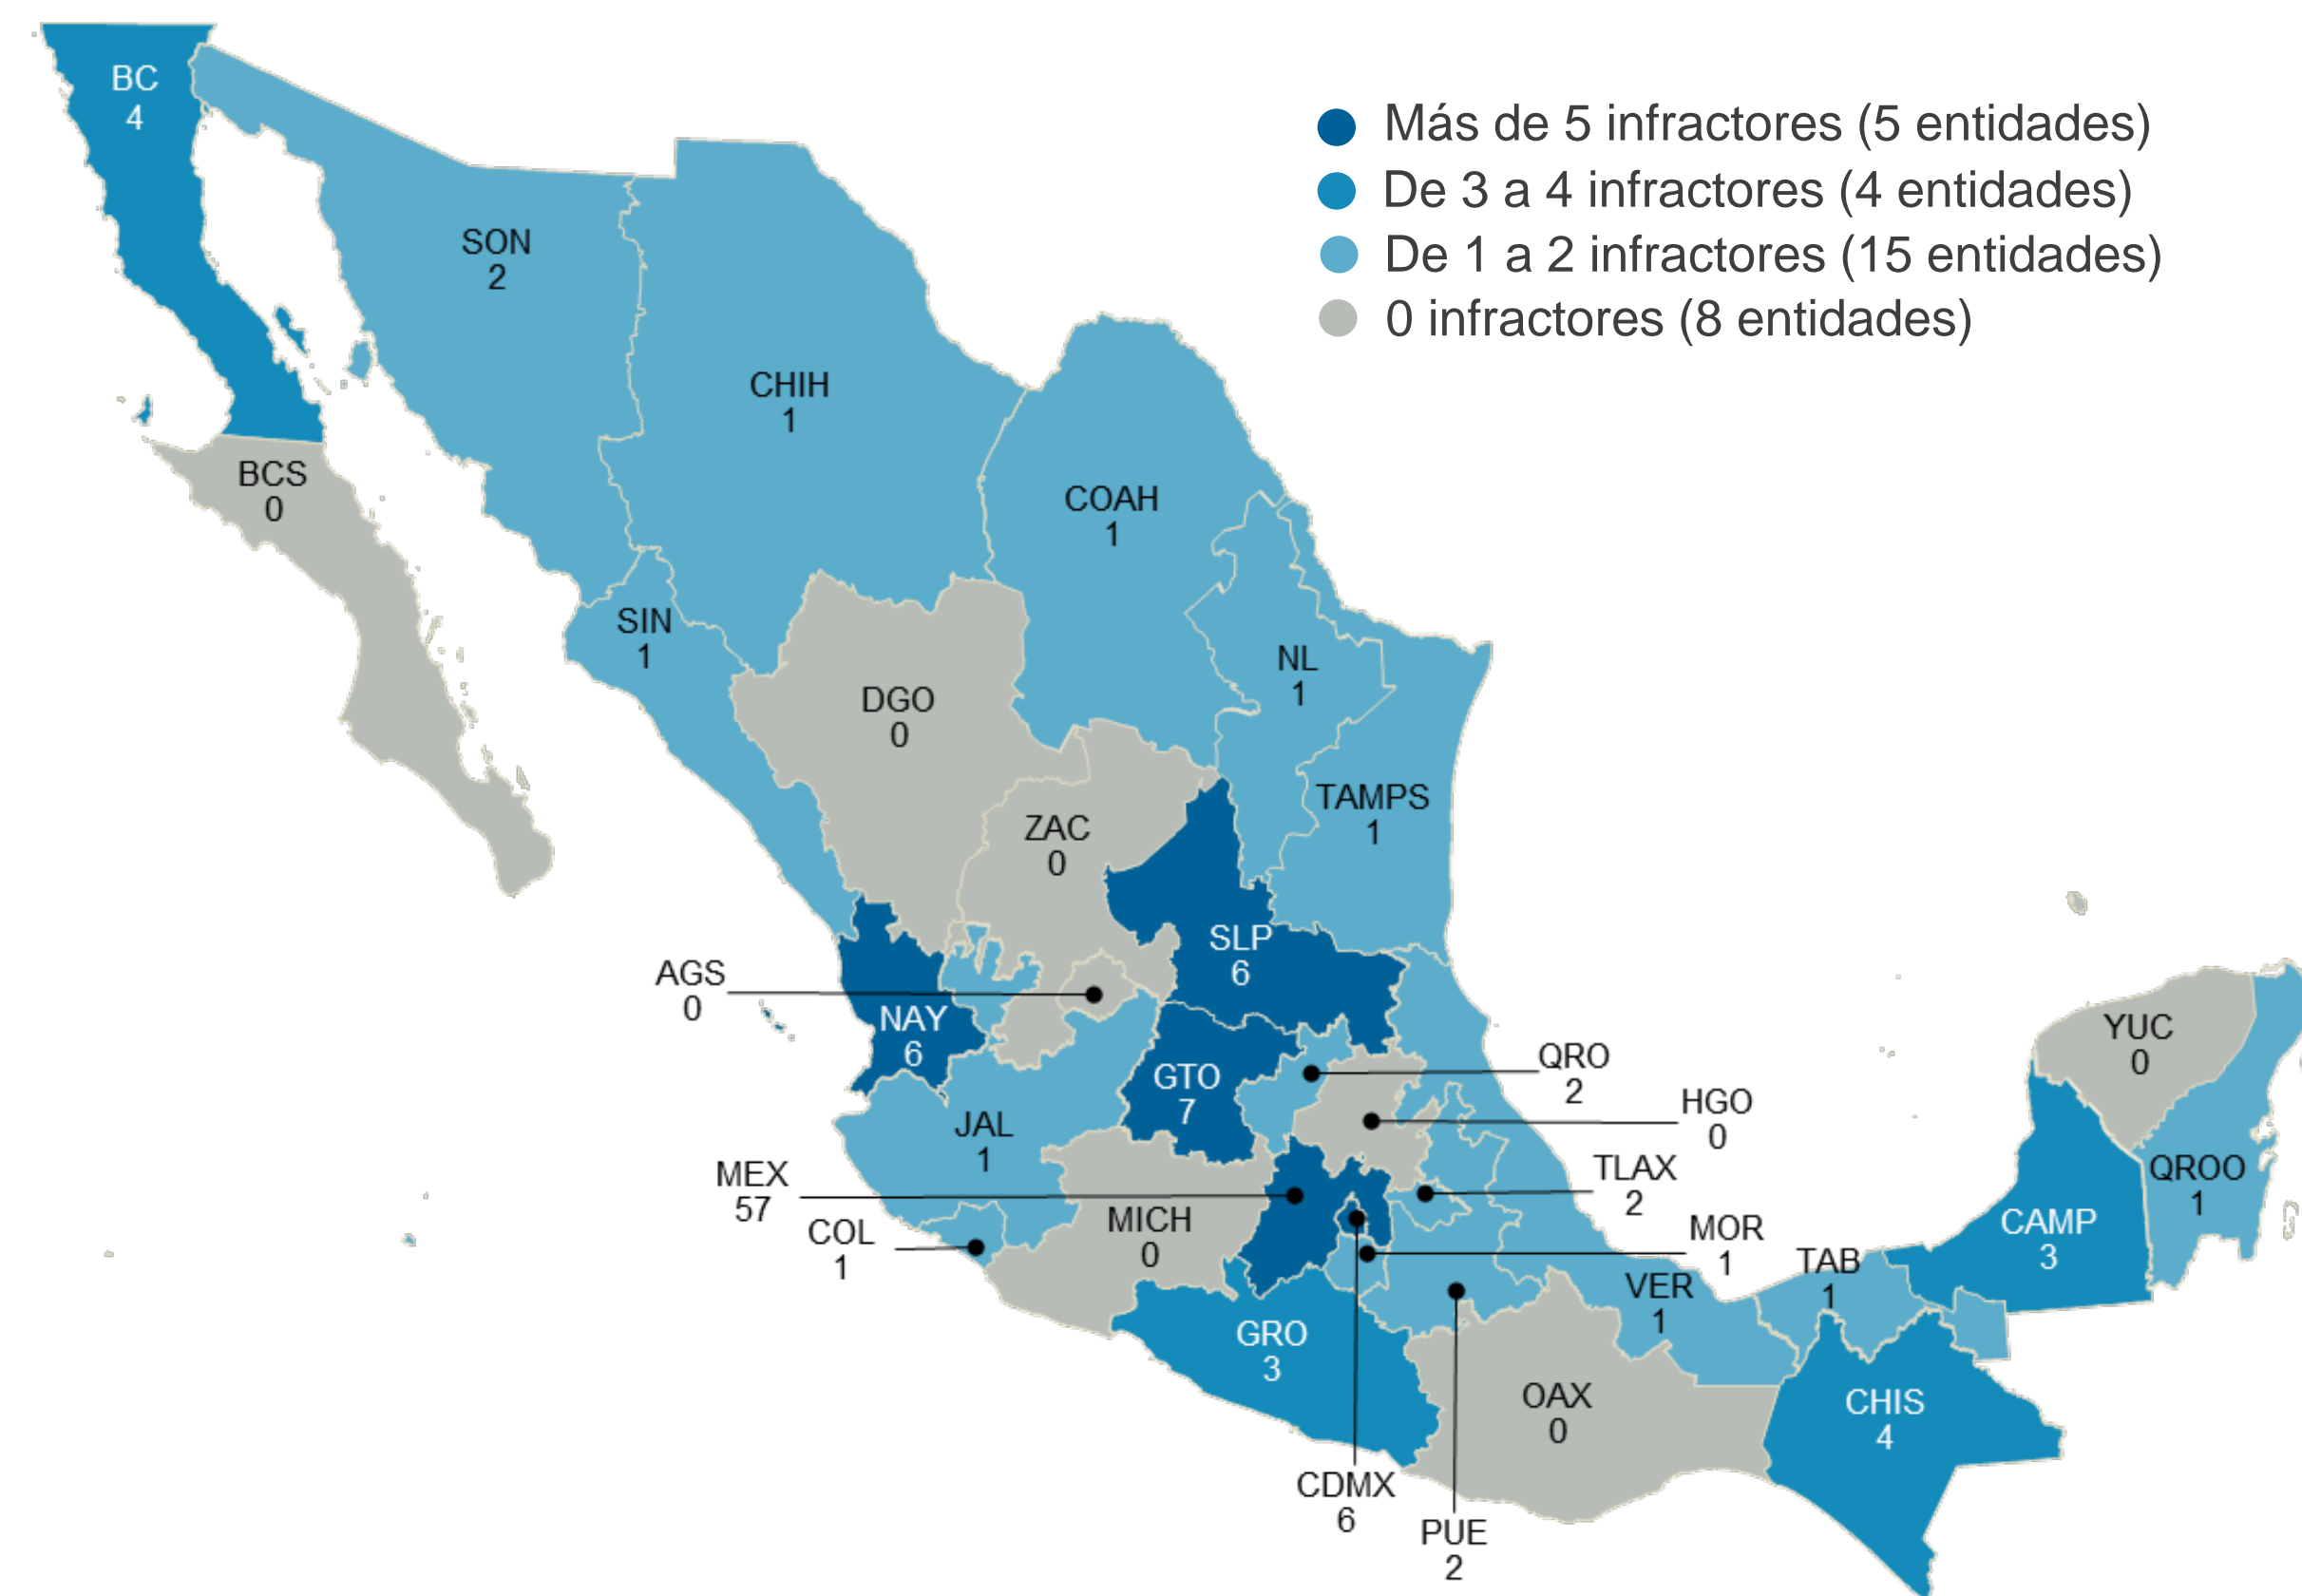 Más de 5 infractores (5 entidades)
De 3 a 4 infractores (4 entidades)
De 1 a 2 infractores (15 entidades)
0 infractores (8 entidades)
BC
4
SON
2
CHIH
1
BCS
0
COAH
1
SIN
1
NL
1
DGO
0
TAMPS
1
ZAC
0
SLP
6
AGS
0
NAY
6
YUC
0
QRO
2
GTO
7
HGO
0
JAL
1
TLAX
2
QROO
1
MEX
57
MICH
0
CAMP
3
COL
1
MOR
1
TAB
1
VER
1
GRO
3
OAX
0
CHIS
4
CDMX
6
PUE
2